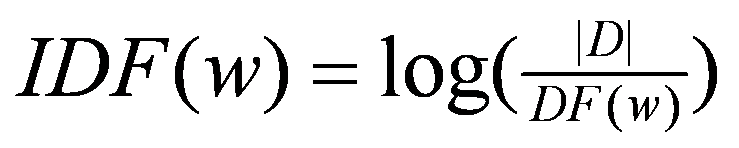 IDF(w) = log(|D|/DF(w))